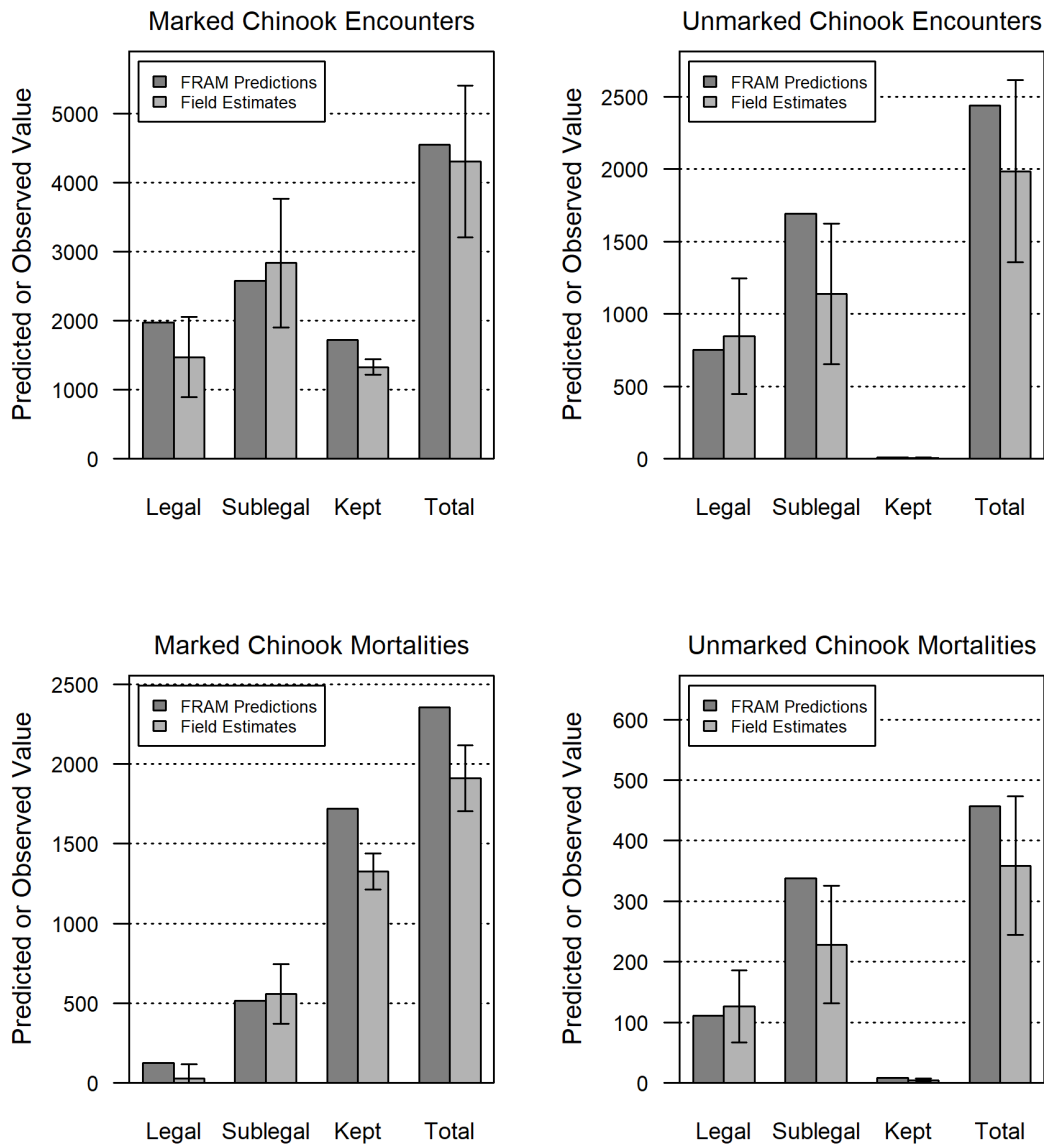 Marked Chinook Encounters
Predicted or Observed Value
FRAM Predictions
Field Estimates
5000
4000
3000
2000
1000
0
Legal Sublegal Kept Total
Unmarked Chinook Encounters
Predicted or Observed Value
FRAM Predictions
Field Estimates
2500
2000
1500
1000
500
0
Legal Sublegal Kept Total
Marked Chinook Mortalities
Predicted or Observed Value
FRAM Predictions
Field Estimates
2500
2000
1500
1000
500
0
Legal Sublegal Kept Total
Unmarked Chinook Mortalities
Predicted or Observed Value
FRAM Predictions
Field Estimates
600
500
400
300
200
100
0
Legal Sublegal Kept Total